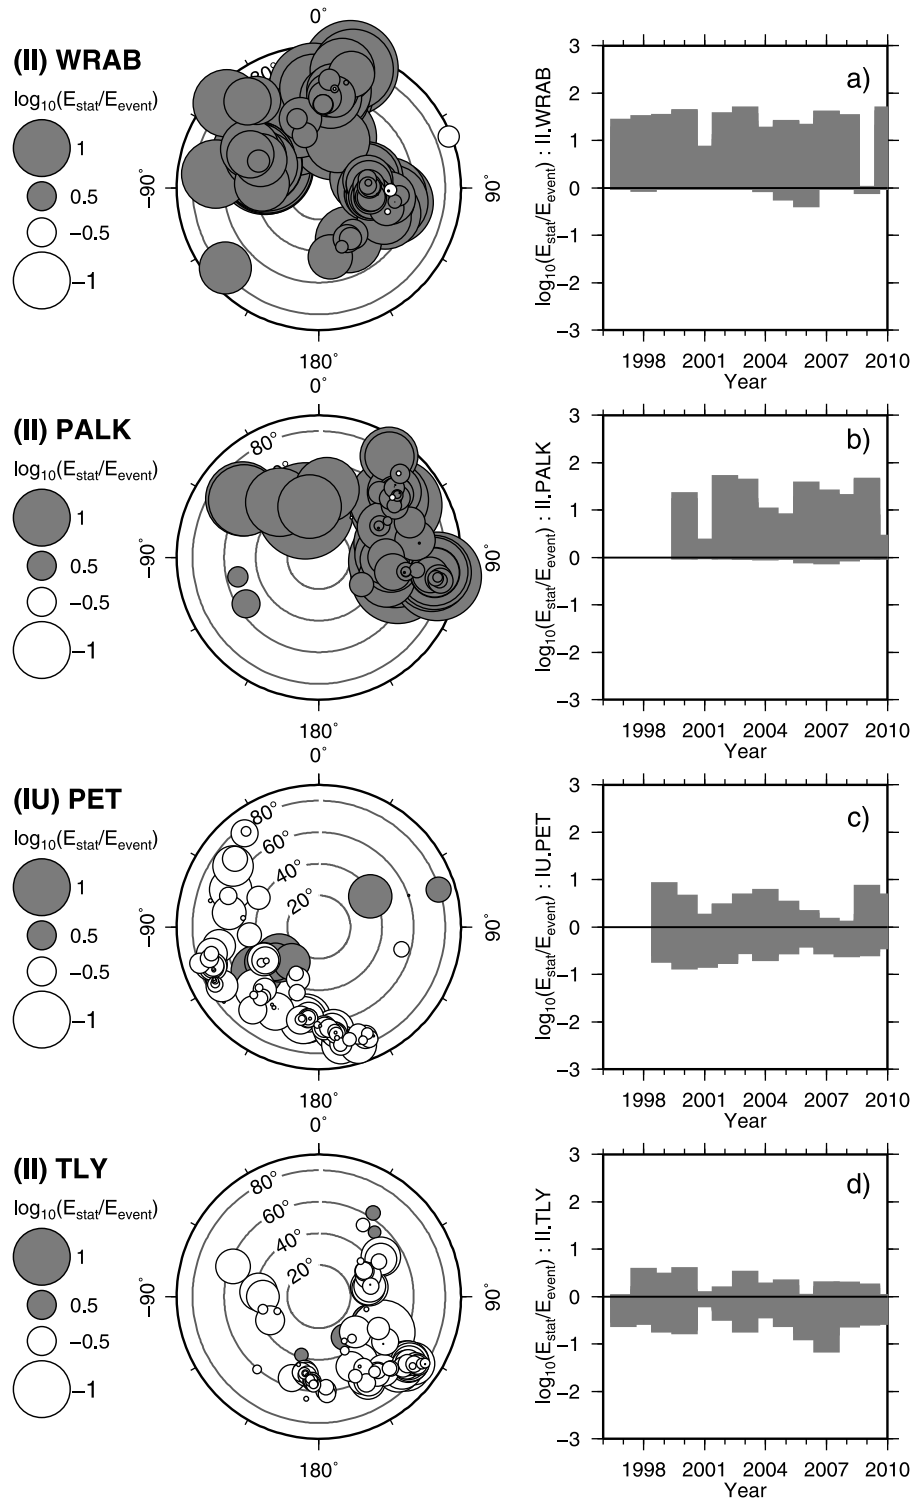 (II) WRAB
log10(Estat/Eevent)
1
0.5
−0.5
−1
0°
80°
−90°
90°
180°
a)
log10(Estat/Eevent) : II.WRAB
3
2
1
0
−1
−2
−3
1998 2001 2004 2007 2010
Year
(II) PALK
log10(Estat/Eevent)
1
0.5
−0.5
−1
0°
80°
−90°
90°
180°
b)
log10(Estat/Eevent) : II.PALK
3
2
1
0
−1
−2
−3
1998 2001 2004 2007 2010
Year
(IU) PET
log10(Estat/Eevent)
1
0.5
−0.5
−1
0°
80°
60°
40°
20°
−90°
90°
180°
c)
log10(Estat/Eevent) : IU.PET
3
2
1
0
−1
−2
−3
1998 2001 2004 2007 2010
Year
(II) TLY
log10(Estat/Eevent)
1
0.5
−0.5
−1
0°
80°
60°
40°
20°
−90°
90°
180°
d)
log10(Estat/Eevent) : II.TLY
3
2
1
0
−1
−2
−3
1998 2001 2004 2007 2010
Year